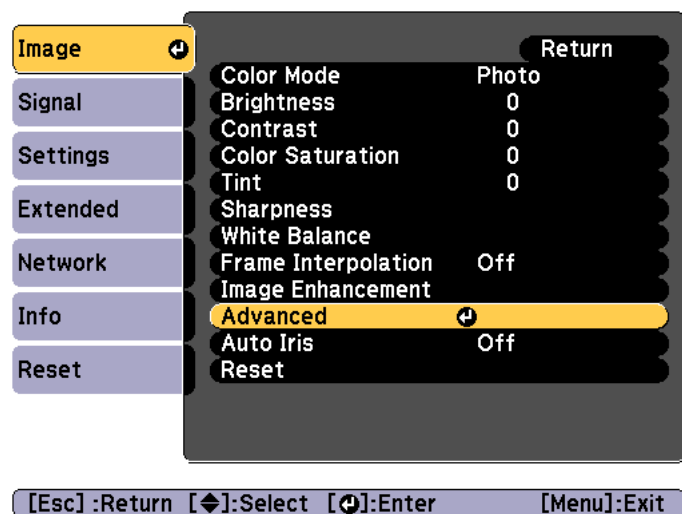 Image
Signal
Settings
Extended
Network
Info
Reset
Return
Color Mode Photo
Brightness 0
Contrast 0
Color Saturation 0
Tint 0
Sharpness
White Balance
Frame Interpolation Off
Image Enhancement
Advanced
Auto Iris Off
Reset
[Esc] :Return [◆]:Select [↵]:Enter [Menu]:Exit